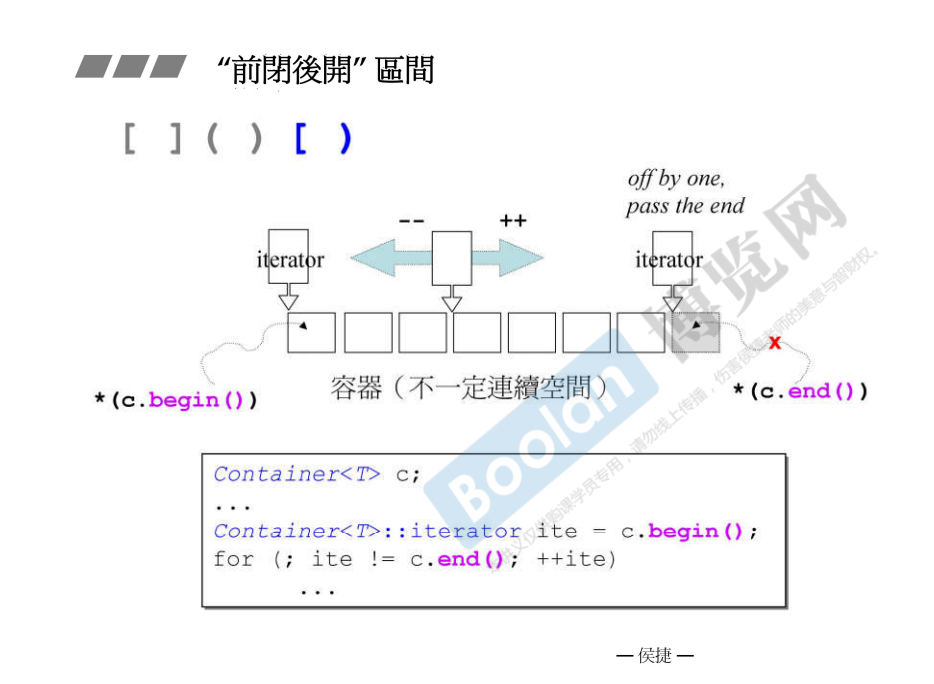 “前閉後開” 區間
[ ] ( ) [ )
off by one,
pass the end
-- ++
iterator
iterator
x
*(c.begin())
容器（不一定連續空間）
*(c.end())
Container<T> c;
...
Container<T>::iterator ite = c.begin();
for (; ite != c.end(); ++ite)
...
— 侯捷 —
Boolan
博览网